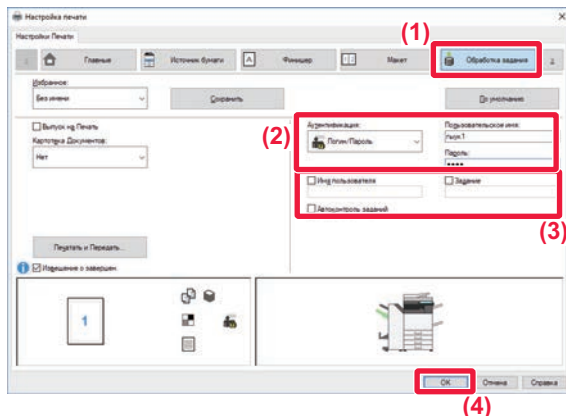 Настройка печати
Настройки Печати
(1)
Главные
Источник бумаги
Финишер
Макет
Обработка задания
Избранное:
Без имени
Сохранить
По умолчанию
Выпуск на Печать
Картотека Документов:
Нет
(2)
Аутентификация:
Логин/Пароль
Пользовательское имя:
Пароль:
••••
Имя пользователя
Задание
Автоконтроль заданий
(3)
Печатать и Передать...
Извещение о завершен.
1
OK
Отмена
Справка
(4)